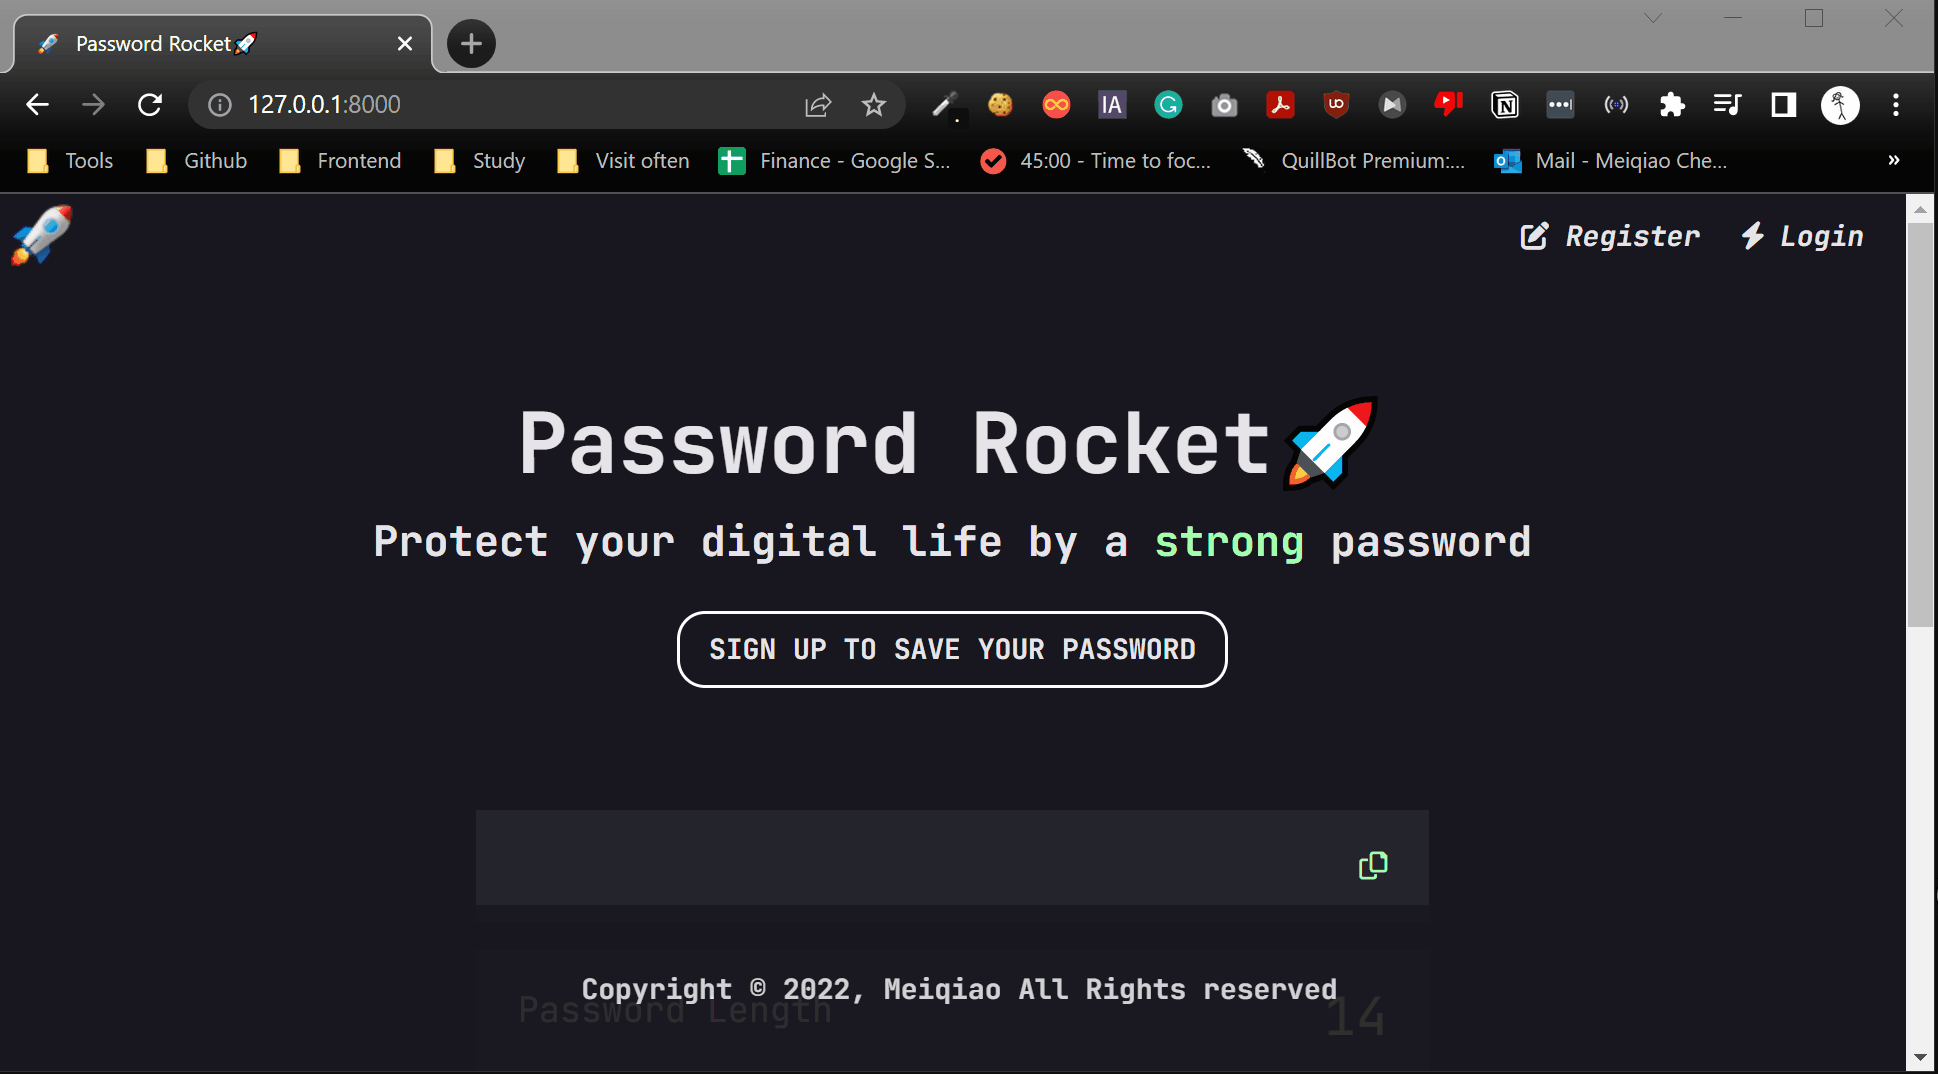 Password Rocket🚀
127.0.0.1:8000
IA
Tools Github Frontend Study Visit often Finance - Google S... 45:00 - Time to foc... QuillBot Premium:... Mail - Meiqiao Che... »
Register Login
Password Rocket🚀
Protect your digital life by a strong password
SIGN UP TO SAVE YOUR PASSWORD
Copyright © 2022, Meiqiao All Rights reserved
Password Length 14